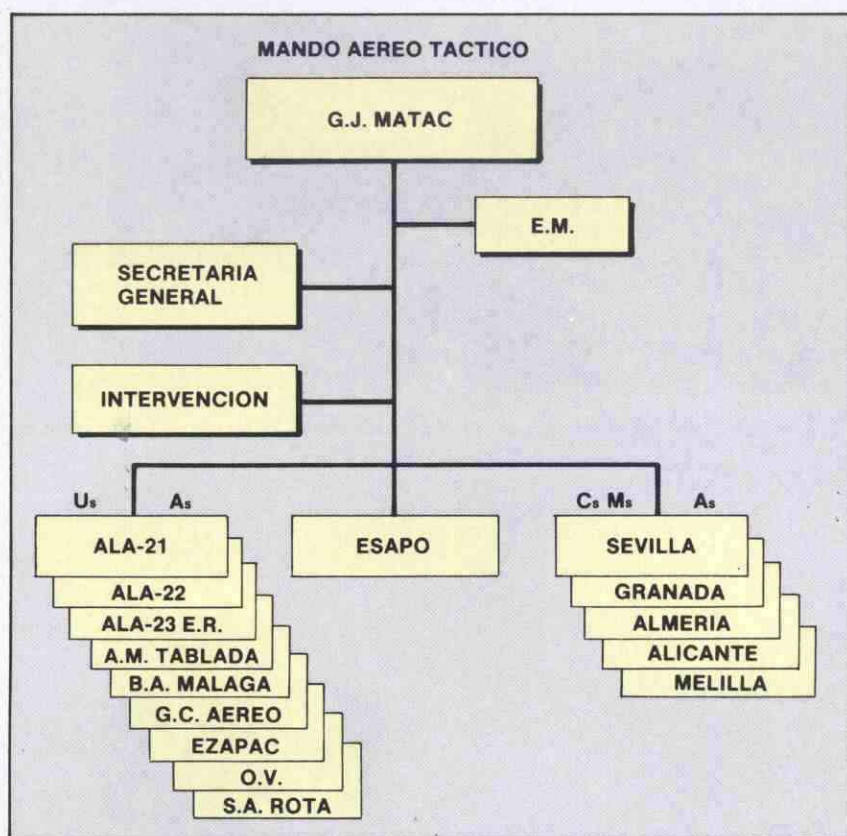 MANDO AEREO TACTICO
G.J. MATAC
E.M.
SECRETARIA
GENERAL
INTERVENCION
Us As
ALA-21
ALA-22
ALA-23 E.R.
A.M. TABLADA
B.A. MALAGA
G.C. AEREO
EZAPAC
O.V.
S.A. ROTA
ESAPO
Cs Ms As
SEVILLA
GRANADA
ALMERIA
ALICANTE
MELILLA